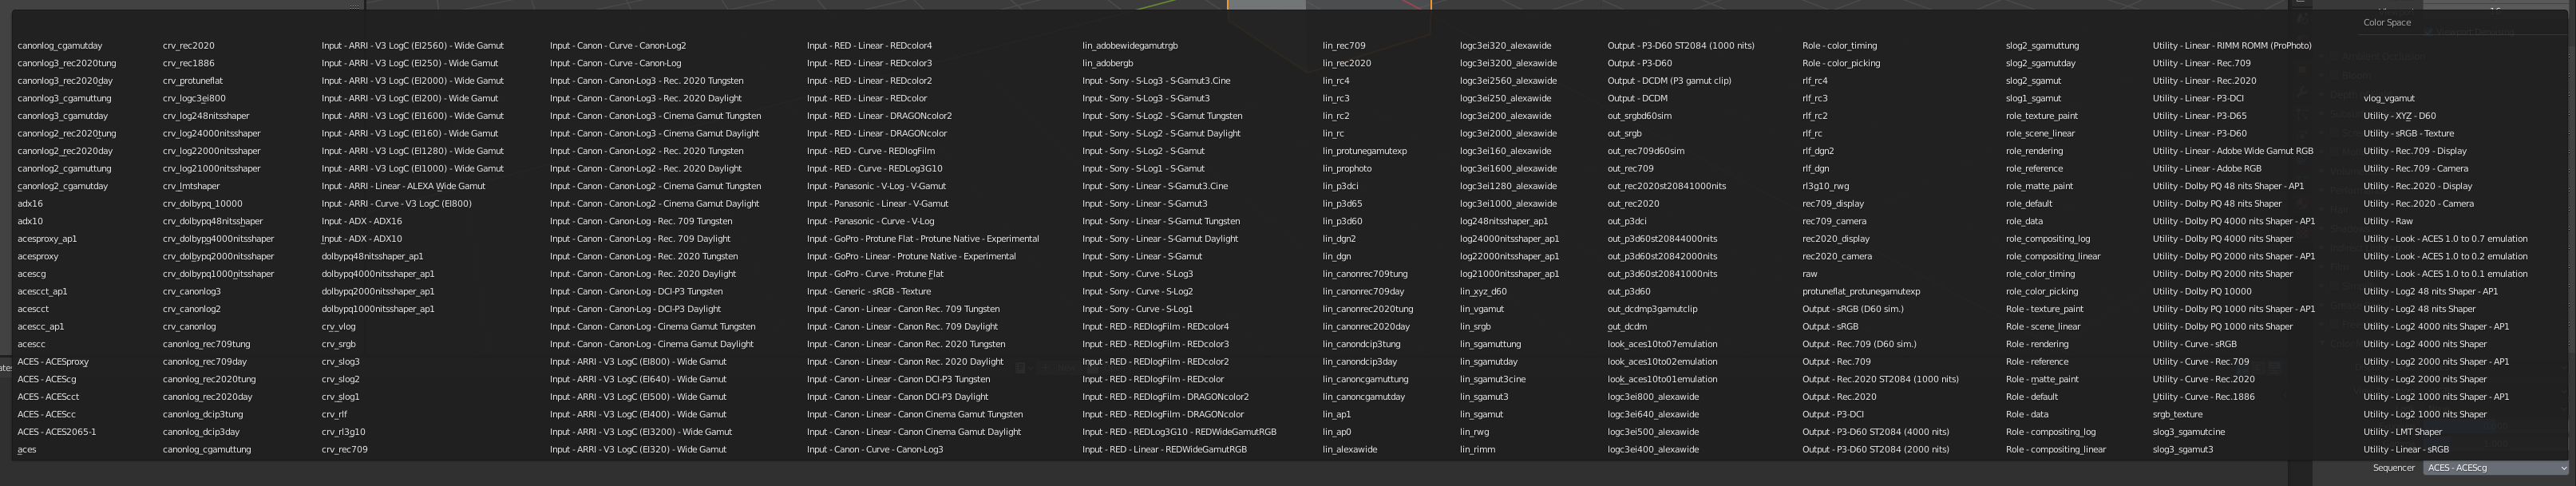 Color Space
canonlog_cgamutday
canonlog3_rec2020tung
canonlog3_rec2020day
canonlog3_cgamuttung
canonlog3_cgamutday
canonlog2_rec2020tung
canonlog2_rec2020day
canonlog2_cgamuttung
canonlog2_cgamutday
adx16
adx10
acesproxy_ap1
acesproxy
acescg
acescct_ap1
acescct
acescc_ap1
acescc
ACES - ACESproxy
ACES - ACEScg
ACES - ACEScct
ACES - ACEScc
ACES - ACES2065-1
aces
crv_rec2020
crv_rec1886
crv_protuneflat
crv_logc3ei800
crv_log248nitsshaper
crv_log24000nitsshaper
crv_log22000nitsshaper
crv_log21000nitsshaper
crv_lmtshaper
crv_dolbypq_10000
crv_dolbypq48nitsshaper
crv_dolbypq4000nitsshaper
crv_dolbypq2000nitsshaper
crv_dolbypq1000nitsshaper
crv_canonlog3
crv_canonlog2
crv_canonlog
canonlog_rec709tung
canonlog_rec709day
canonlog_rec2020tung
canonlog_rec2020day
canonlog_dcip3tung
canonlog_dcip3day
canonlog_cgamuttung
Input - ARRI - V3 LogC (EI2560) - Wide Gamut
Input - ARRI - V3 LogC (EI250) - Wide Gamut
Input - ARRI - V3 LogC (EI2000) - Wide Gamut
Input - ARRI - V3 LogC (EI200) - Wide Gamut
Input - ARRI - V3 LogC (EI1600) - Wide Gamut
Input - ARRI - V3 LogC (EI160) - Wide Gamut
Input - ARRI - V3 LogC (EI1280) - Wide Gamut
Input - ARRI - V3 LogC (EI1000) - Wide Gamut
Input - ARRI - Linear - ALEXA Wide Gamut
Input - ARRI - Curve - V3 LogC (EI800)
Input - ADX - ADX16
Input - ADX - ADX10
dolbypq48nitsshaper_ap1
dolbypq4000nitsshaper_ap1
dolbypq2000nitsshaper_ap1
dolbypq1000nitsshaper_ap1
crv_vlog
crv_srgb
crv_slog3
crv_slog2
crv_slog1
crv_rlf
crv_rl3g10
crv_rec709
Input - Canon - Curve - Canon-Log2
Input - Canon - Curve - Canon-Log
Input - Canon - Canon-Log3 - Rec. 2020 Tungsten
Input - Canon - Canon-Log3 - Rec. 2020 Daylight
Input - Canon - Canon-Log3 - Cinema Gamut Tungsten
Input - Canon - Canon-Log3 - Cinema Gamut Daylight
Input - Canon - Canon-Log2 - Rec. 2020 Tungsten
Input - Canon - Canon-Log2 - Rec. 2020 Daylight
Input - Canon - Canon-Log2 - Cinema Gamut Tungsten
Input - Canon - Canon-Log2 - Cinema Gamut Daylight
Input - Canon - Canon-Log - Rec. 709 Tungsten
Input - Canon - Canon-Log - Rec. 709 Daylight
Input - Canon - Canon-Log - Rec. 2020 Tungsten
Input - Canon - Canon-Log - Rec. 2020 Daylight
Input - Canon - Canon-Log - DCI-P3 Tungsten
Input - Canon - Canon-Log - DCI-P3 Daylight
Input - Canon - Canon-Log - Cinema Gamut Tungsten
Input - Canon - Canon-Log - Cinema Gamut Daylight
Input - ARRI - V3 LogC (EI800) - Wide Gamut
Input - ARRI - V3 LogC (EI640) - Wide Gamut
Input - ARRI - V3 LogC (EI500) - Wide Gamut
Input - ARRI - V3 LogC (EI400) - Wide Gamut
Input - ARRI - V3 LogC (EI3200) - Wide Gamut
Input - ARRI - V3 LogC (EI320) - Wide Gamut
Input - RED - Linear - REDcolor4
Input - RED - Linear - REDcolor3
Input - RED - Linear - REDcolor2
Input - RED - Linear - REDcolor
Input - RED - Linear - DRAGONcolor2
Input - RED - Linear - DRAGONcolor
Input - RED - Curve - REDlogFilm
Input - RED - Curve - REDLog3G10
Input - Panasonic - V-Log - V-Gamut
Input - Panasonic - Linear - V-Gamut
Input - Panasonic - Curve - V-Log
Input - GoPro - Protune Flat - Protune Native - Experimental
Input - GoPro - Linear - Protune Native - Experimental
Input - GoPro - Curve - Protune Flat
Input - Generic - sRGB - Texture
Input - Canon - Linear - Canon Rec. 709 Tungsten
Input - Canon - Linear - Canon Rec. 709 Daylight
Input - Canon - Linear - Canon Rec. 2020 Tungsten
Input - Canon - Linear - Canon Rec. 2020 Daylight
Input - Canon - Linear - Canon DCI-P3 Tungsten
Input - Canon - Linear - Canon DCI-P3 Daylight
Input - Canon - Linear - Canon Cinema Gamut Tungsten
Input - Canon - Linear - Canon Cinema Gamut Daylight
Input - Canon - Curve - Canon-Log3
lin_adobewidegamutrgb
lin_adobergb
Input - Sony - S-Log3 - S-Gamut3.Cine
Input - Sony - S-Log3 - S-Gamut3
Input - Sony - S-Log2 - S-Gamut Tungsten
Input - Sony - S-Log2 - S-Gamut Daylight
Input - Sony - S-Log2 - S-Gamut
Input - Sony - S-Log1 - S-Gamut
Input - Sony - Linear - S-Gamut3.Cine
Input - Sony - Linear - S-Gamut3
Input - Sony - Linear - S-Gamut Tungsten
Input - Sony - Linear - S-Gamut Daylight
Input - Sony - Linear - S-Gamut
Input - Sony - Curve - S-Log3
Input - Sony - Curve - S-Log2
Input - Sony - Curve - S-Log1
Input - RED - REDlogFilm - REDcolor4
Input - RED - REDlogFilm - REDcolor3
Input - RED - REDlogFilm - REDcolor2
Input - RED - REDlogFilm - REDcolor
Input - RED - REDlogFilm - DRAGONcolor2
Input - RED - REDlogFilm - DRAGONcolor
Input - RED - REDLog3G10 - REDWideGamutRGB
Input - RED - Linear - REDWideGamutRGB
lin_rec709
lin_rec2020
lin_rc4
lin_rc3
lin_rc2
lin_rc
lin_protunegamutexp
lin_prophoto
lin_p3dci
lin_p3d65
lin_p3d60
lin_dgn2
lin_dgn
lin_canonrec709tung
lin_canonrec709day
lin_canonrec2020tung
lin_canonrec2020day
lin_canondcip3tung
lin_canondcip3day
lin_canoncgamuttung
lin_canoncgamutday
lin_ap1
lin_ap0
lin_alexawide
logc3ei320_alexawide
logc3ei3200_alexawide
logc3ei2560_alexawide
logc3ei250_alexawide
logc3ei200_alexawide
logc3ei2000_alexawide
logc3ei160_alexawide
logc3ei1600_alexawide
logc3ei1280_alexawide
logc3ei1000_alexawide
log248nitsshaper_ap1
log24000nitsshaper_ap1
log22000nitsshaper_ap1
log21000nitsshaper_ap1
lin_xyz_d60
lin_vgamut
lin_srgb
lin_sgamuttung
lin_sgamutday
lin_sgamut3cine
lin_sgamut3
lin_sgamut
lin_rwg
lin_rimm
Output - P3-D60 ST2084 (1000 nits)
Output - P3-D60
Output - DCDM (P3 gamut clip)
Output - DCDM
out_srgbd60sim
out_srgb
out_rec709d60sim
out_rec709
out_rec2020st20841000nits
out_rec2020
out_p3dci
out_p3d60st20844000nits
out_p3d60st20842000nits
out_p3d60st20841000nits
out_p3d60
out_dcdmp3gamutclip
out_dcdm
look_aces10to07emulation
look_aces10to02emulation
look_aces10to01emulation
logc3ei800_alexawide
logc3ei640_alexawide
logc3ei500_alexawide
logc3ei400_alexawide
Role - color_timing
Role - color_picking
rlf_rc4
rlf_rc3
rlf_rc2
rlf_rc
rlf_dgn2
rlf_dgn
rl3g10_rwg
rec709_display
rec709_camera
rec2020_display
rec2020_camera
raw
protuneflat_protunegamutexp
Output - sRGB (D60 sim.)
Output - sRGB
Output - Rec.709 (D60 sim.)
Output - Rec.709
Output - Rec.2020 ST2084 (1000 nits)
Output - Rec.2020
Output - P3-DCI
Output - P3-D60 ST2084 (4000 nits)
Output - P3-D60 ST2084 (2000 nits)
slog2_sgamuttung
slog2_sgamutday
slog2_sgamut
slog1_sgamut
role_texture_paint
role_scene_linear
role_rendering
role_reference
role_matte_paint
role_default
role_data
role_compositing_log
role_compositing_linear
role_color_timing
role_color_picking
Role - texture_paint
Role - scene_linear
Role - rendering
Role - reference
Role - matte_paint
Role - default
Role - data
Role - compositing_log
Role - compositing_linear
Utility - Linear - RIMM ROMM (ProPhoto)
Utility - Linear - Rec.709
Utility - Linear - Rec.2020
Utility - Linear - P3-DCI
Utility - Linear - P3-D65
Utility - Linear - P3-D60
Utility - Linear - Adobe Wide Gamut RGB
Utility - Linear - Adobe RGB
Utility - Dolby PQ 48 nits Shaper - AP1
Utility - Dolby PQ 48 nits Shaper
Utility - Dolby PQ 4000 nits Shaper - AP1
Utility - Dolby PQ 4000 nits Shaper
Utility - Dolby PQ 2000 nits Shaper - AP1
Utility - Dolby PQ 2000 nits Shaper
Utility - Dolby PQ 10000
Utility - Dolby PQ 1000 nits Shaper - AP1
Utility - Dolby PQ 1000 nits Shaper
Utility - Curve - sRGB
Utility - Curve - Rec.709
Utility - Curve - Rec.2020
Utility - Curve - Rec.1886
srgb_texture
slog3_sgamutcine
slog3_sgamut3
vlog_vgamut
Utility - XYZ - D60
Utility - sRGB - Texture
Utility - Rec.709 - Display
Utility - Rec.709 - Camera
Utility - Rec.2020 - Display
Utility - Rec.2020 - Camera
Utility - Raw
Utility - Look - ACES 1.0 to 0.7 emulation
Utility - Look - ACES 1.0 to 0.2 emulation
Utility - Look - ACES 1.0 to 0.1 emulation
Utility - Log2 48 nits Shaper - AP1
Utility - Log2 48 nits Shaper
Utility - Log2 4000 nits Shaper - AP1
Utility - Log2 4000 nits Shaper
Utility - Log2 2000 nits Shaper - AP1
Utility - Log2 2000 nits Shaper
Utility - Log2 1000 nits Shaper - AP1
Utility - Log2 1000 nits Shaper
Utility - LMT Shaper
Utility - Linear - sRGB
Sequencer
ACES - ACEScg